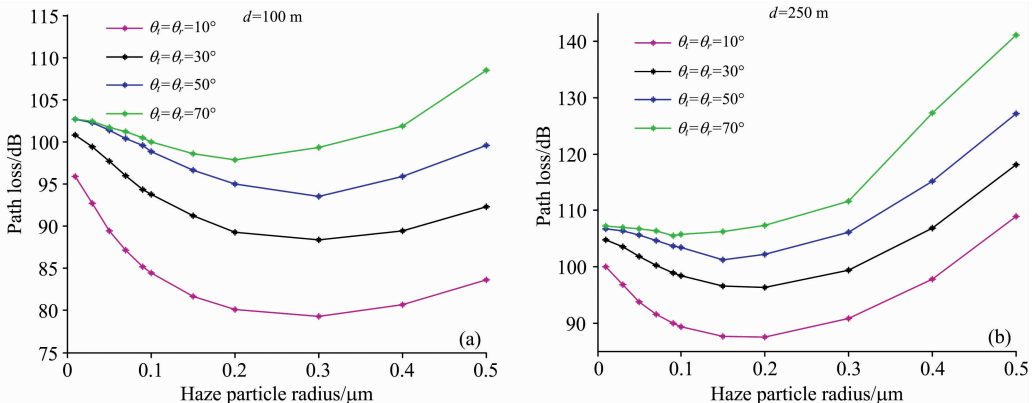 115
110
105
100
95
90
85
80
75
Path loss/dB
d=100 m
θt=θr=10°
θt=θr=30°
θt=θr=50°
θt=θr=70°
(a)
0
0.1
0.2
0.3
0.4
0.5
Haze particle radius/μm
140
130
120
110
100
90
Path loss/dB
d=250 m
θt=θr=10°
θt=θr=30°
θt=θr=50°
θt=θr=70°
(b)
0
0.1
0.2
0.3
0.4
0.5
Haze particle radius/μm